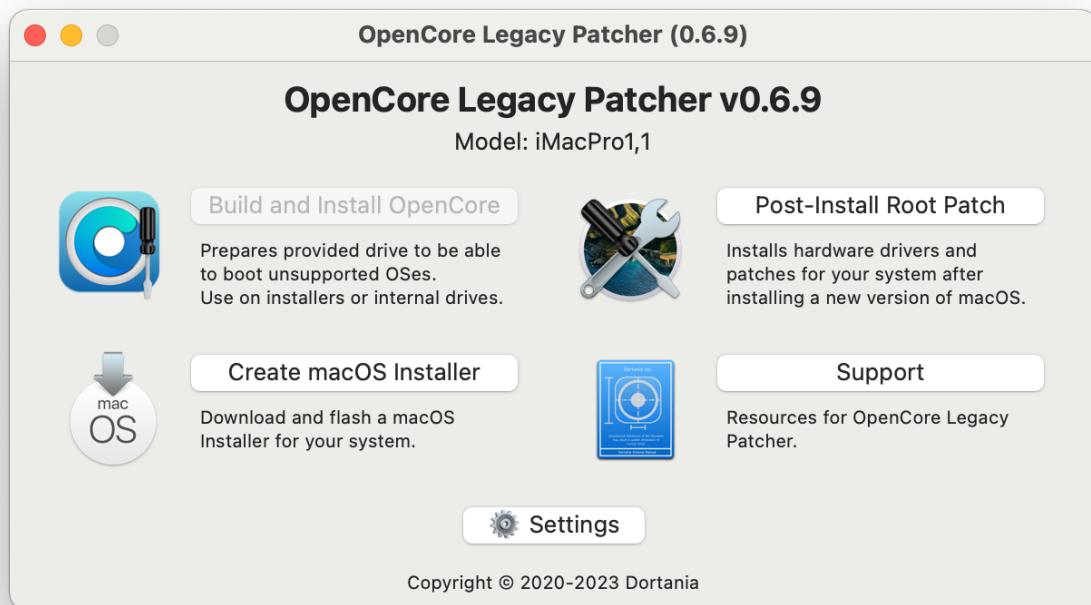 OpenCore Legacy Patcher (0.6.9)
OpenCore Legacy Patcher v0.6.9
Model: iMacPro1,1
Build and Install OpenCore
Prepares provided drive to be able
to boot unsupported OSes.
Use on installers or internal drives.
Post-Install Root Patch
Installs hardware drivers and
patches for your system after
installing a new version of macOS.
mac
OS
Create macOS Installer
Download and flash a macOS
Installer for your system.
Dortania Inc.
Support
Resources for OpenCore Legacy
Patcher.
Settings
Copyright © 2020-2023 Dortania